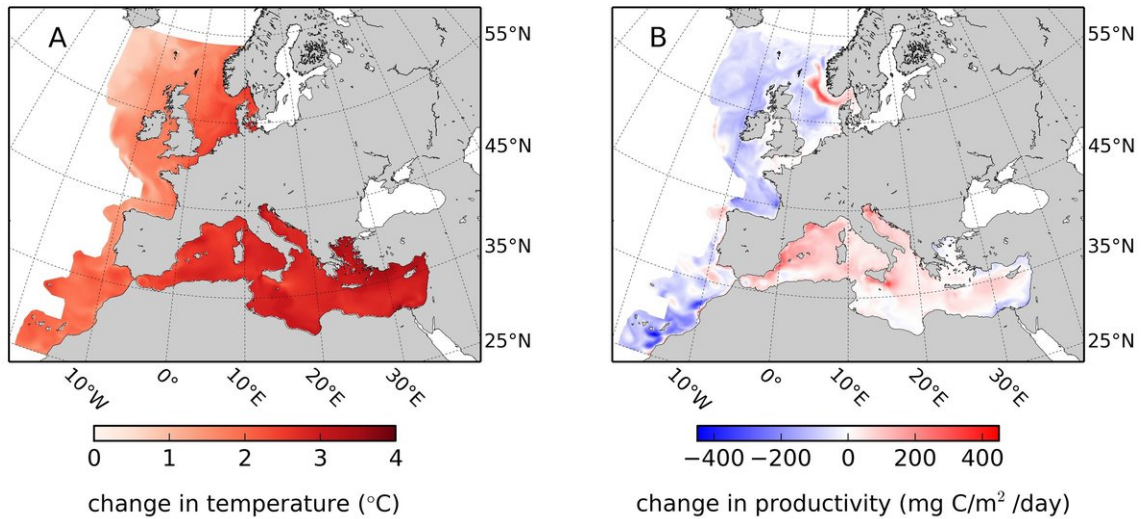 A
55°N
45°N
35°N
25°N
10°W
0°
10°E
20°E
30°E
0 1 2 3 4
change in temperature (°C)
B
55°N
45°N
35°N
25°N
10°W
0°
10°E
20°E
30°E
−400 −200 0 200 400
change in productivity (mg C/m² /day)